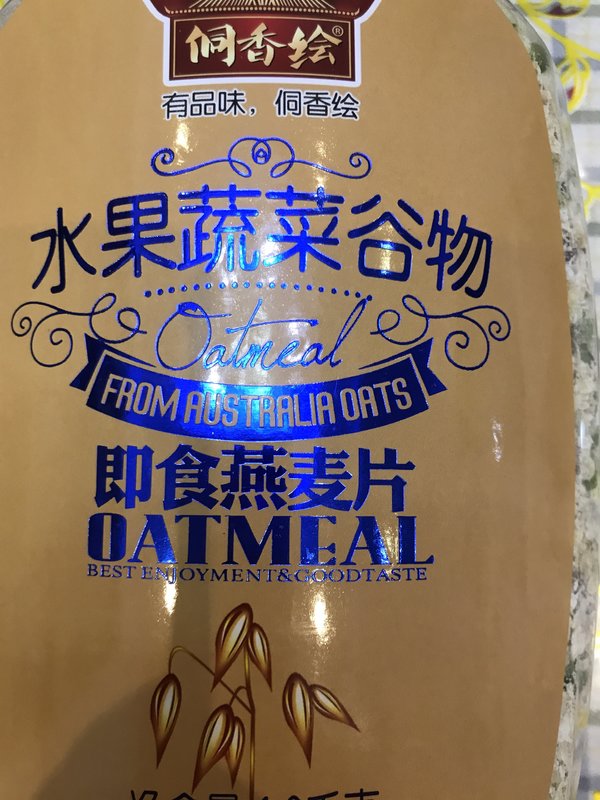 侗香绘®
有品味，侗香绘
水果蔬菜谷物
Oatmeal
FROM AUSTRALIA OATS
即食燕麦片
OATMEAL
BEST ENJOYMENT&GOODTASTE